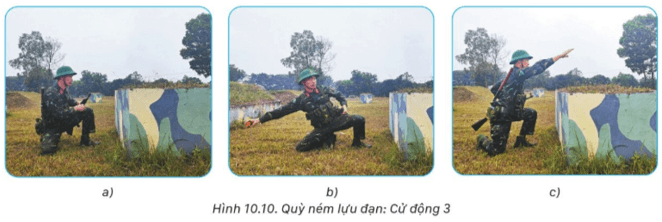 a)
b)
c)
Hình 10.10. Quỳ ném lựu đạn: Cử động 3